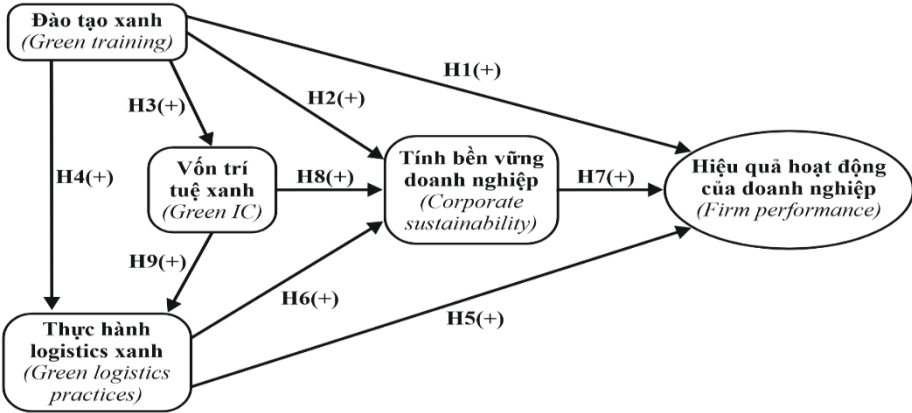 Đào tạo xanh
(Green training)
H1(+)
H2(+)
H3(+)
H4(+)
Vốn trí
tuệ xanh
(Green IC)
H8(+)
Tính bền vững
doanh nghiệp
(Corporate
sustainability)
H7(+)
Hiệu quả hoạt động
của doanh nghiệp
(Firm performance)
H9(+)
H6(+)
H5(+)
Thực hành
logistics xanh
(Green logistics
practices)